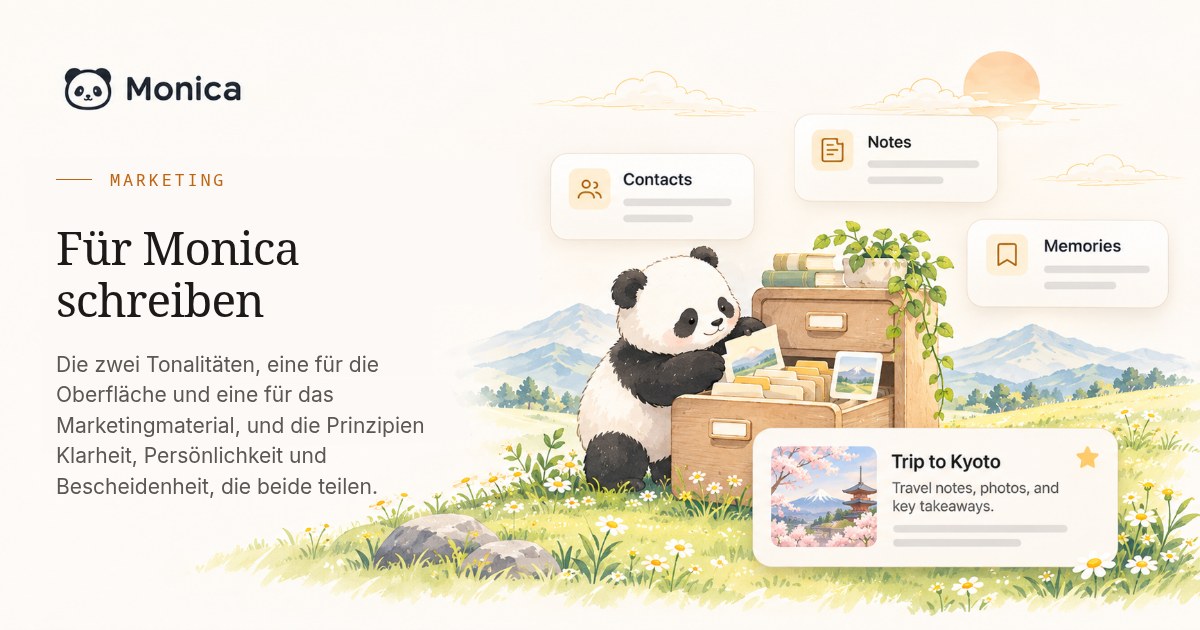 Monica
MARKETING
Für Monica
schreiben
Die zwei Tonalitäten, eine für die
Oberfläche und eine für das
Marketingmaterial, und die Prinzipien
Klarheit, Persönlichkeit und
Bescheidenheit, die beide teilen.
Contacts
Notes
Memories
Trip to Kyoto
Travel notes, photos, and
key takeaways.